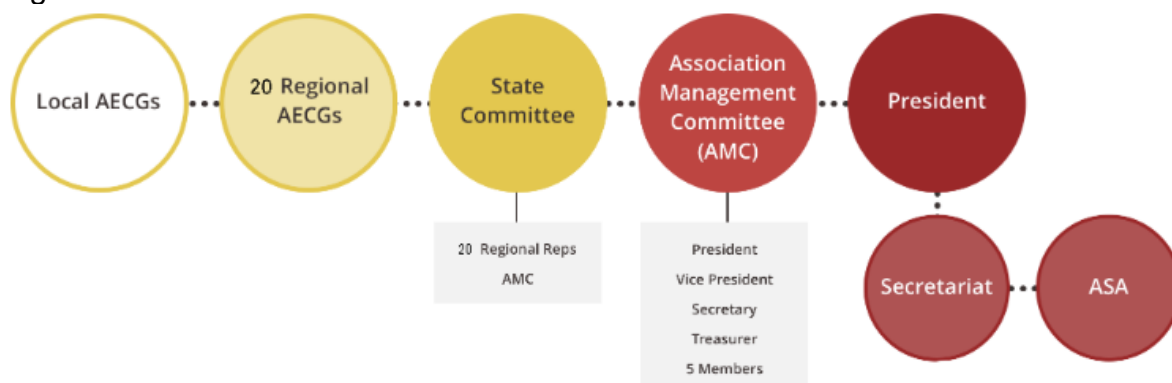 Local AECGs
20 Regional
AECGs
State
Committee
Association
Management
Committee
(AMC)
President
20 Regional Reps
AMC
President
Vice President
Secretary
Treasurer
5 Members
Secretariat
ASA